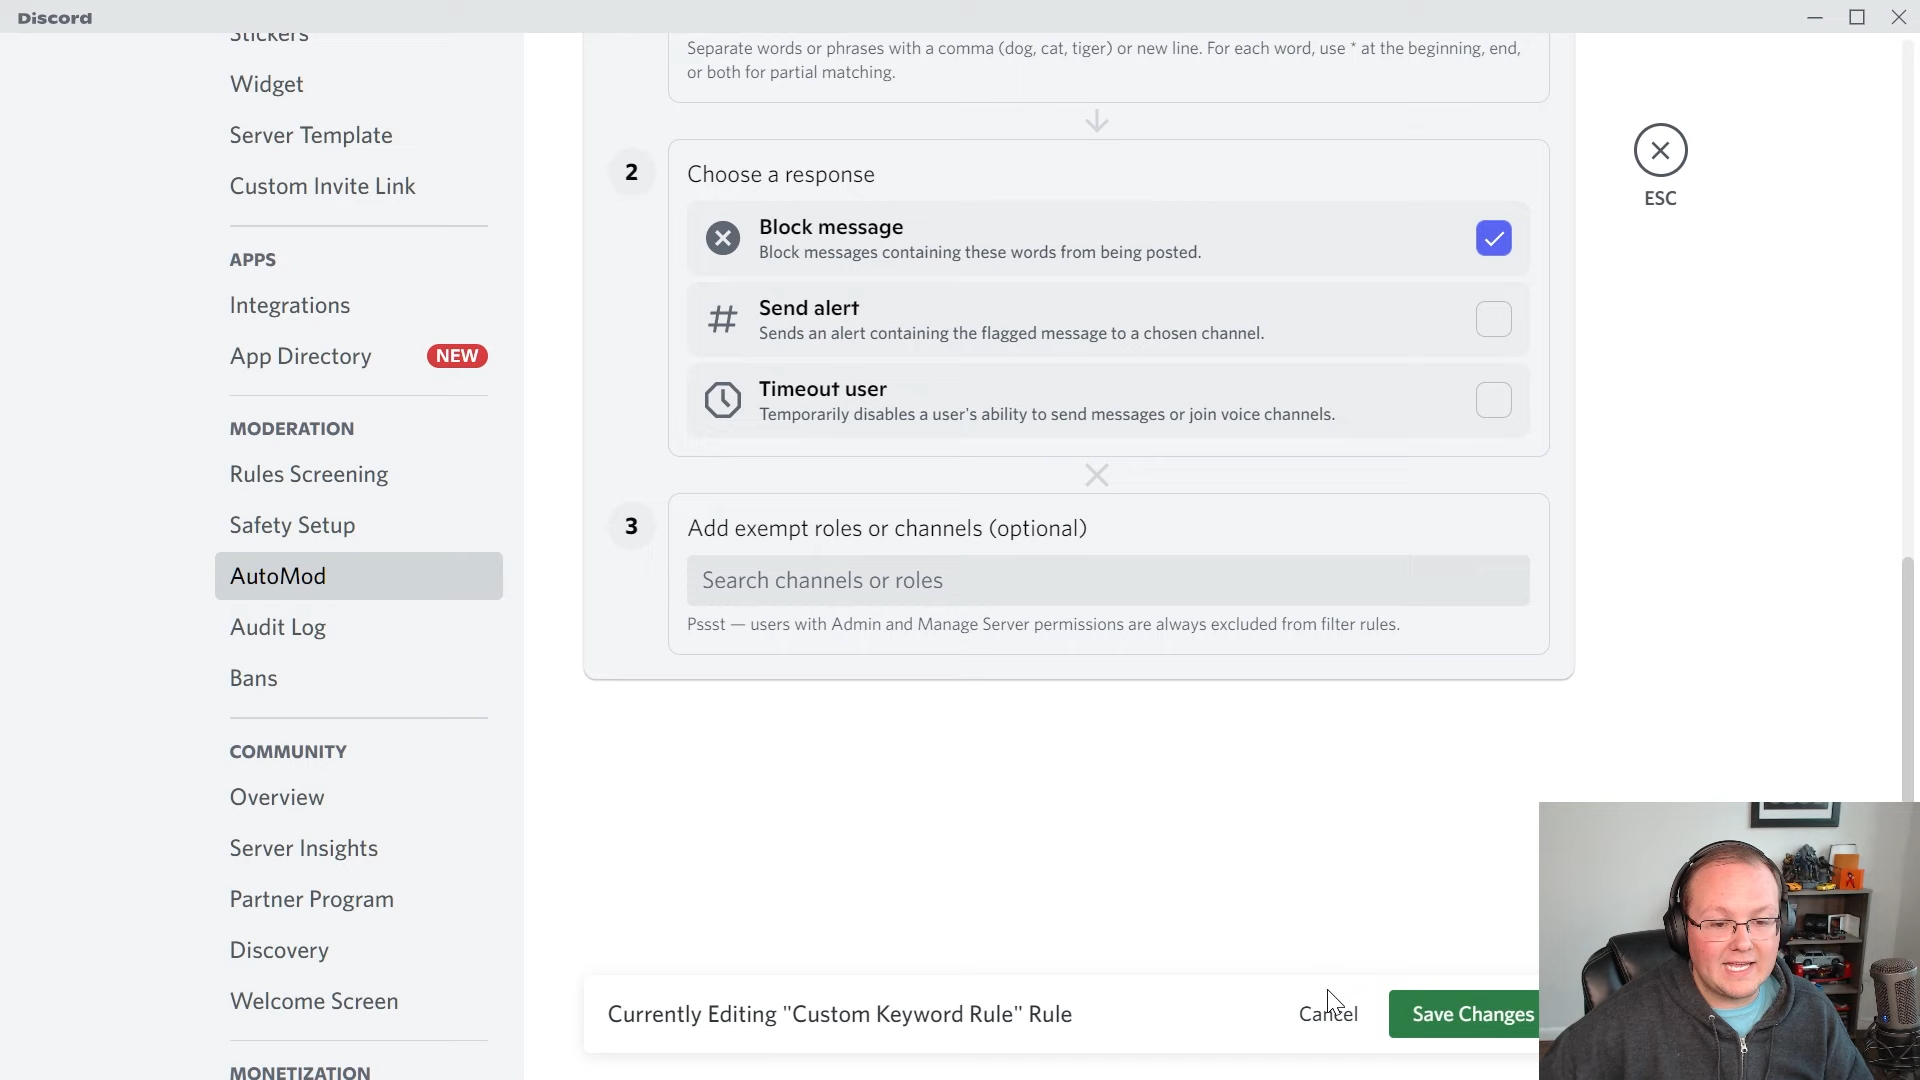 Discord
Stickers
Widget
Server Template
Custom Invite Link
APPS
Integrations
App Directory
NEW
MODERATION
Rules Screening
Safety Setup
AutoMod
Audit Log
Bans
COMMUNITY
Overview
Server Insights
Partner Program
Discovery
Welcome Screen
MONETIZATION
Separate words or phrases with a comma (dog, cat, tiger) or new line. For each word, use * at the beginning, end,
or both for partial matching.
2
Choose a response
Block message
Block messages containing these words from being posted.
Send alert
Sends an alert containing the flagged message to a chosen channel.
Timeout user
Temporarily disables a user's ability to send messages or join voice channels.
3
Add exempt roles or channels (optional)
Search channels or roles
Pssst — users with Admin and Manage Server permissions are always excluded from filter rules.
ESC
Currently Editing "Custom Keyword Rule" Rule
Cancel
Save Changes